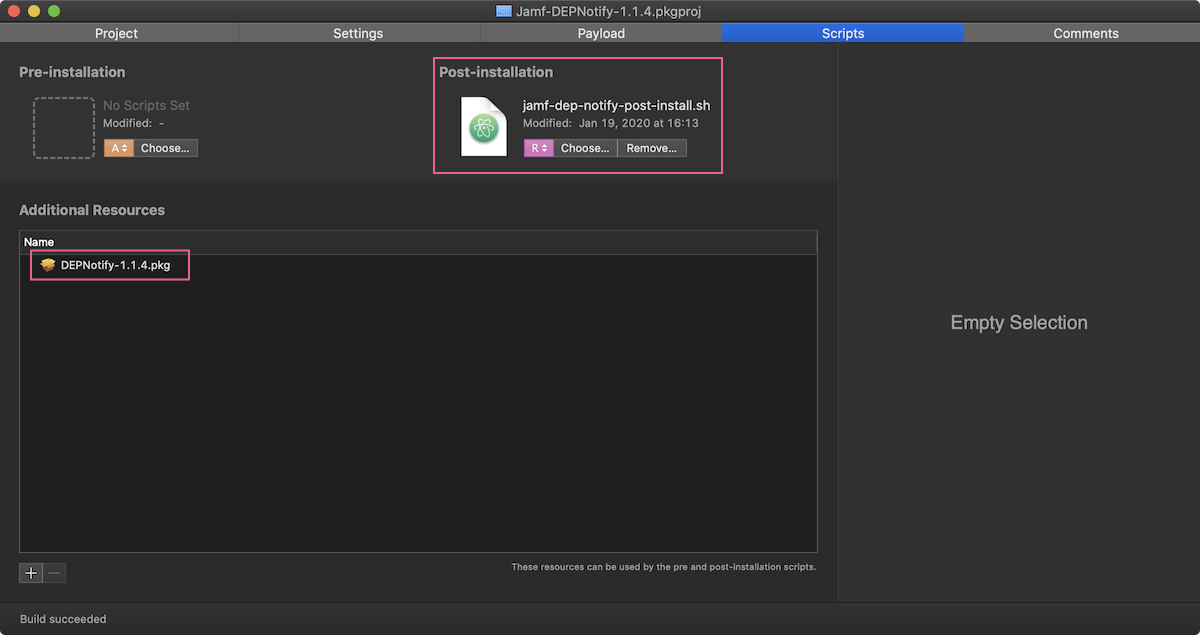 Jamf-DEPNotify-1.1.4.pkgproj
Project Settings Payload Scripts Comments
Pre-installation
No Scripts Set
Modified: -
A Choose...
Post-installation
jamf-dep-notify-post-install.sh
Modified: Jan 19, 2020 at 16:13
R Choose... Remove...
Additional Resources
Name
DEPNotify-1.1.4.pkg
Empty Selection
These resources can be used by the pre and post-installation scripts.
Build succeeded